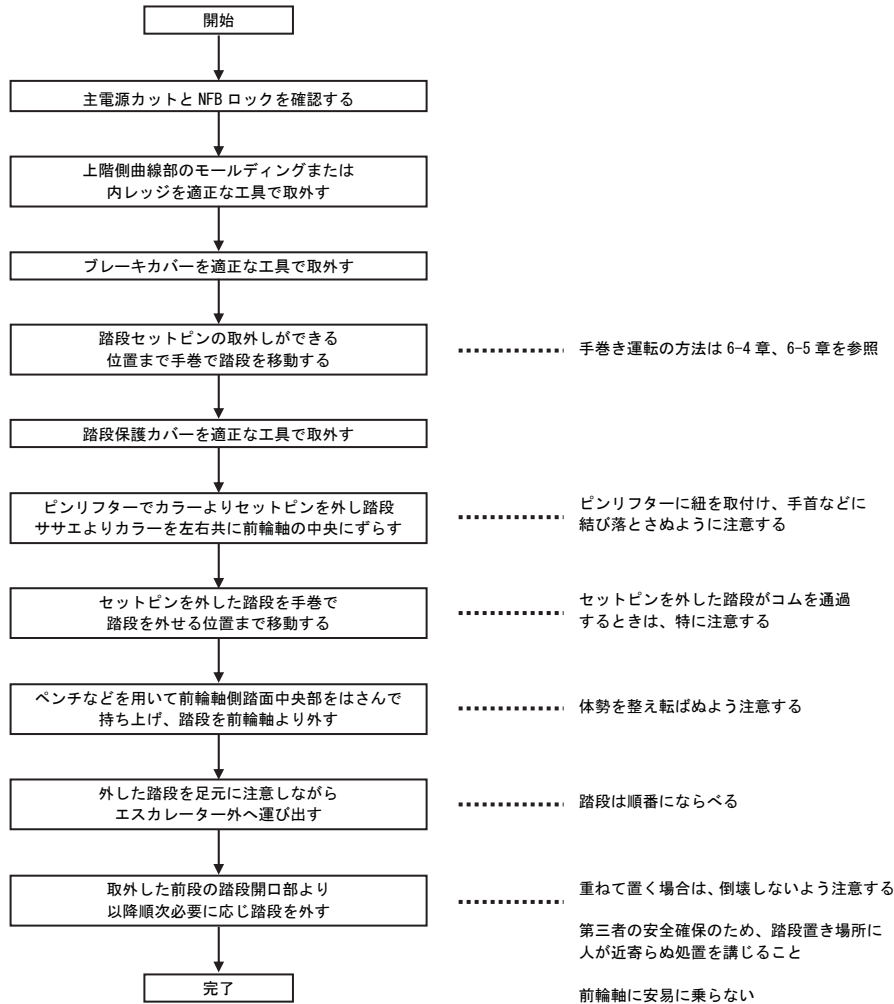 開始
主電源カットと NFB ロックを確認する
上階側曲線部のモールディングまたは
内レッジを適正な工具で取外す
ブレーキカバーを適正な工具で取外す
踏段セットピンの取外しができる
位置まで手巻で踏段を移動する
手巻き運転の方法は 6-4 章、6-5 章を参照
踏段保護カバーを適正な工具で取外す
ピンリフターでカラーよりセットピンを外し踏段
ササエよりカラーを左右共に前輪軸の中央にずらす
ピンリフターに紐を取付け、手首などに
結び落とさぬように注意する
セットピンを外した踏段を手巻で
踏段を外せる位置まで移動する
セットピンを外した踏段がコムを通過
するときは、特に注意する
ペンチなどを用いて前輪軸側踏面中央部をはさんで
持ち上げ、踏段を前輪軸より外す
体勢を整え転ばぬよう注意する
外した踏段を足元に注意しながら
エスカレーター外へ運び出す
踏段は順番にならべる
取外した前段の踏段開口部より
以降順次必要に応じ踏段を外す
重ねて置く場合は、倒壊しないよう注意する
第三者の安全確保のため、踏段置き場所に
人が近寄らぬ処置を講じること
前輪軸に安易に乗らない
完了